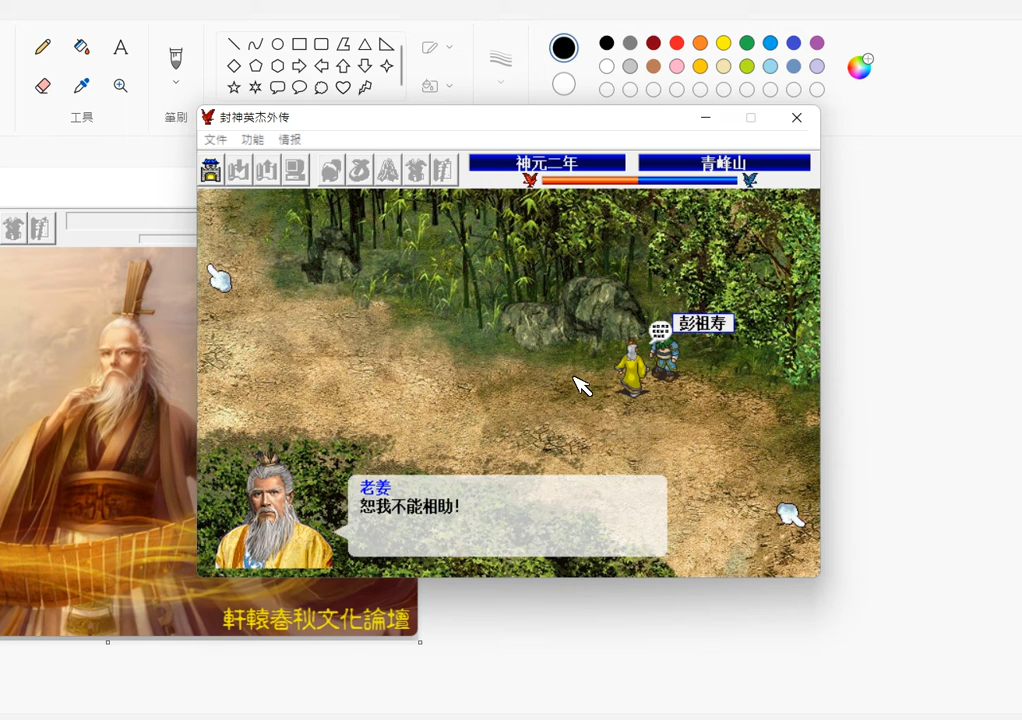 A
工具
筆刷
封神英杰外传
文件 功能 情报
神元二年 青峰山
彭祖寿
老姜
恕我不能相助！
軒轅春秋文化論壇